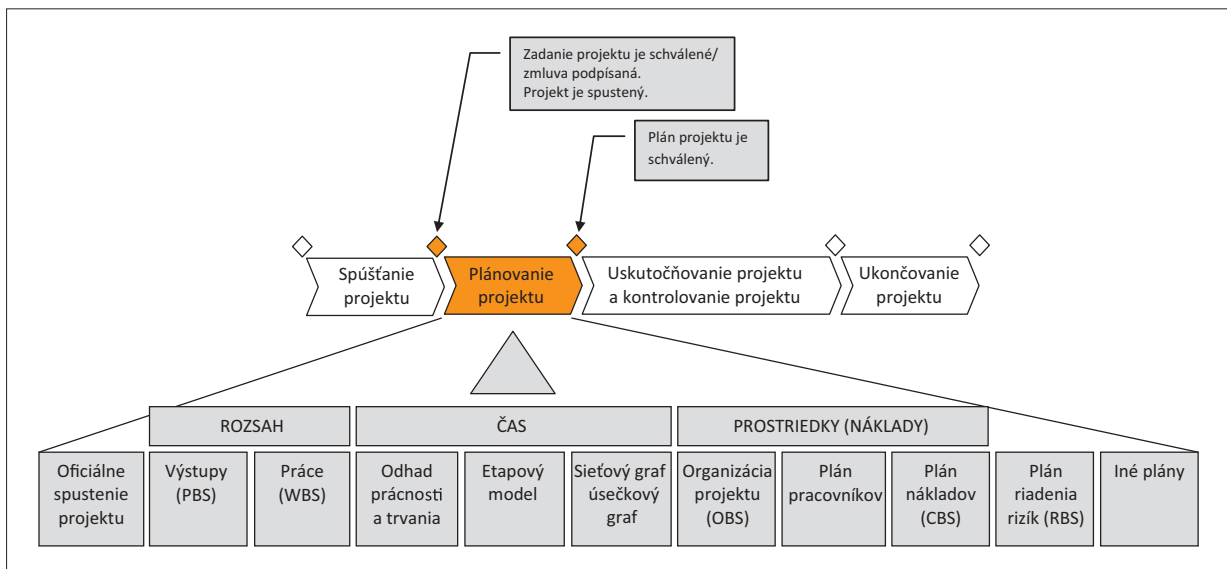 Zadanie projektu je schválené/
zmluva podpísaná.
Projekt je spustený.
Plán projektu je
schválený.
Spúšťanie
projektu
Plánovanie
projektu
Uskutočňovanie projektu
a kontrolovanie projektu
Ukončovanie
projektu
ROZSAH
ČAS
PROSTRIEDKY (NÁKLADY)
Oficiálne
spustenie
projektu
Výstupy
(PBS)
Práce
(WBS)
Odhad
prácnosti
a trvania
Etapový
model
Sieťový graf
úsečkový
graf
Organizácia
projektu
(OBS)
Plán
pracovníkov
Plán
nákladov
(CBS)
Plán
riadenia
rizík (RBS)
Iné plány